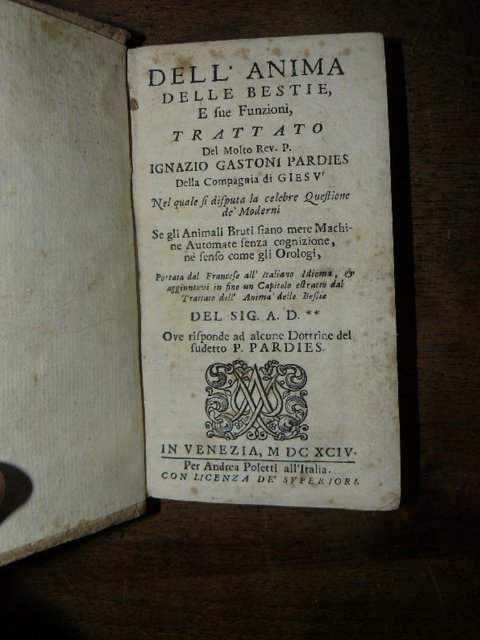 DELL' ANIMA
DELLE BESTIE,
E sue Funzioni,
TRATTATO
Del Molto Rev. P.
IGNAZIO GASTONI PARDIES
Della Compagnia di GIESV'
Nel quale si disputa la celebre Questione
de' Moderni
Se gli Animali Bruti siano mere Machi-
ne Automate senza cognizione,
nè senso come gli Orologi,
Portata dal Francese all' Italiano Idioma, &
aggiuntovi in fine un Capitolo estratto dal
Trattato dell' Anima delle Bestie
DEL SIG. A. D. **
Ove risponde ad alcune Dottrine del
sudetto P. PARDIES.
IN VENEZIA, M DC XCIV.
Per Andrea Poletti all'Italia.
CON LICENZA DE' SVPERIORI.